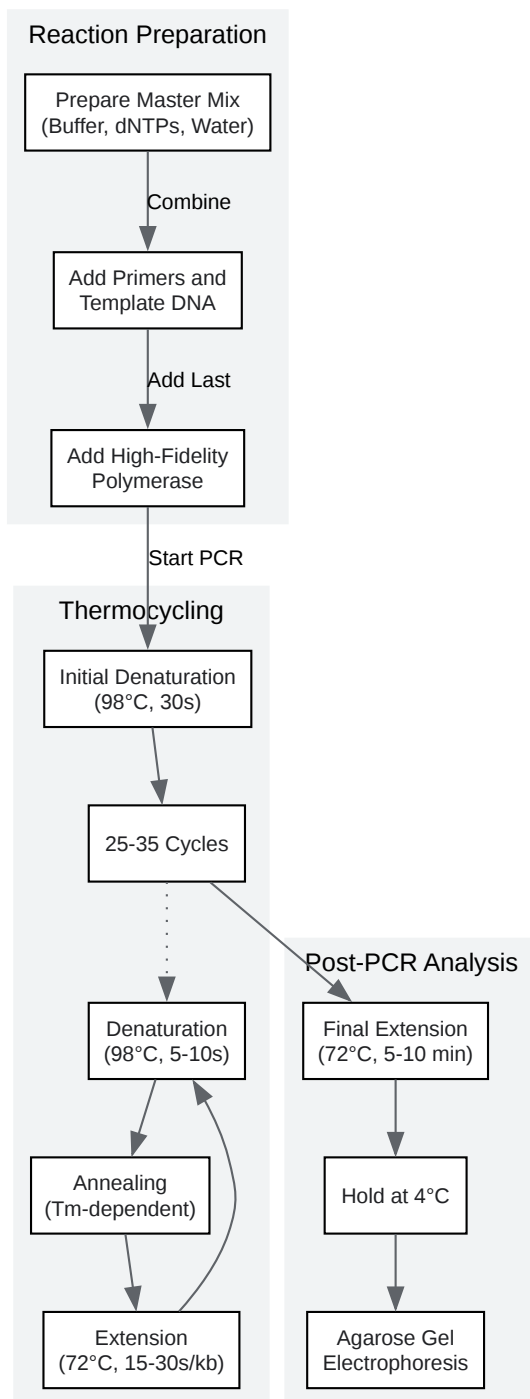 Reaction Preparation
Prepare Master Mix
(Buffer, dNTPs, Water)
Combine
Add Primers and
Template DNA
Add Last
Add High-Fidelity
Polymerase
Start PCR
Thermocycling
Initial Denaturation
(98°C, 30s)
25-35 Cycles
Denaturation
(98°C, 5-10s)
Annealing
(Tm-dependent)
Extension
(72°C, 15-30s/kb)
Post-PCR Analysis
Final Extension
(72°C, 5-10 min)
Hold at 4°C
Agarose Gel
Electrophoresis